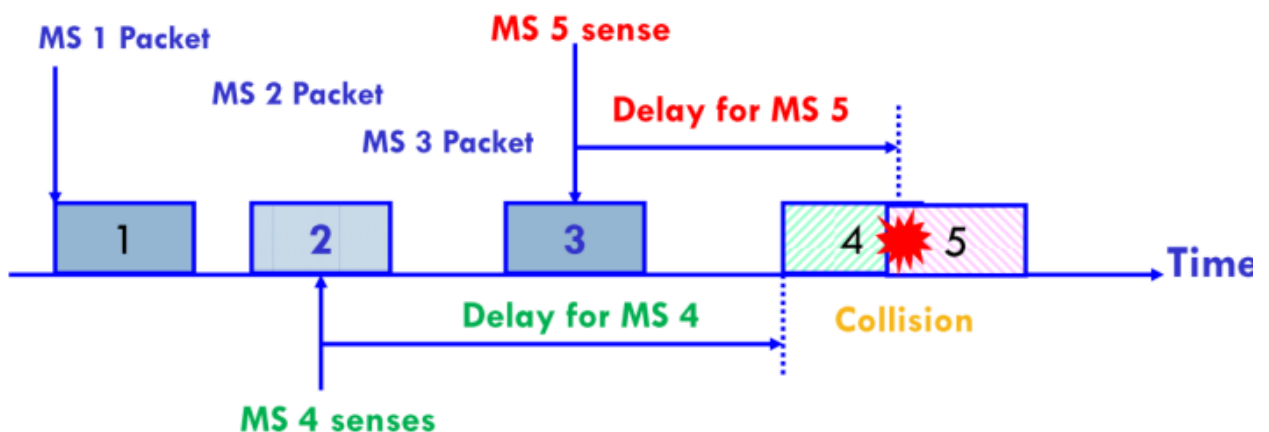 MS 1 Packet
MS 5 sense
MS 2 Packet
Delay for MS 5
MS 3 Packet
1
2
3
4
5
Time
Delay for MS 4
Collision
MS 4 senses